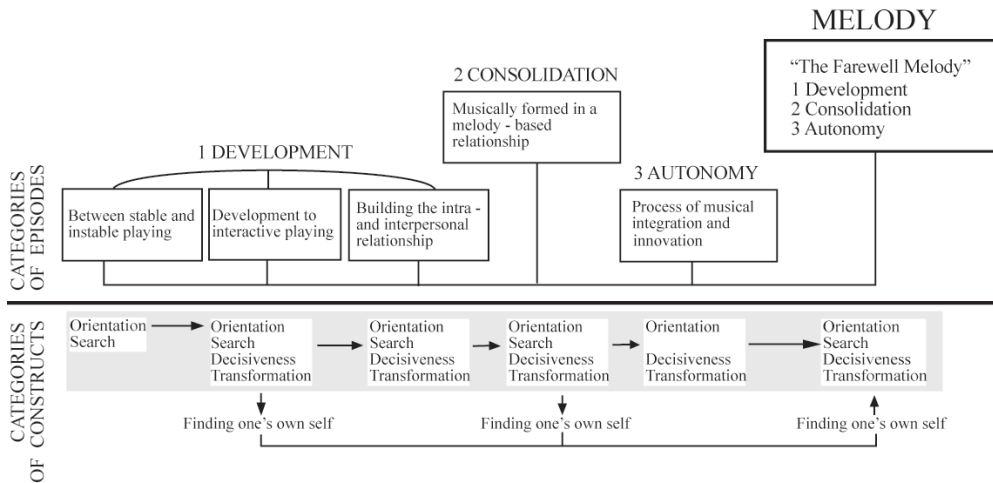 MELODY
“The Farewell Melody”
1 Development
2 Consolidation
3 Autonomy
2 CONSOLIDATION
Musically formed in a
melody - based
relationship
1 DEVELOPMENT
3 AUTONOMY
Between stable and
instable playing
Development to
interactive playing
Building the intra -
and interpersonal
relationship
Process of musical
integration and
innovation
CATEGORIES
OF EPISODES
CATEGORIES
OF CONSTRUCTS
Orientation
Search
Orientation
Search
Decisiveness
Transformation
Orientation
Search
Decisiveness
Transformation
Orientation
Search
Decisiveness
Transformation
Orientation
Decisiveness
Transformation
Orientation
Search
Decisiveness
Transformation
Finding one’s own self
Finding one’s own self
Finding one’s own self